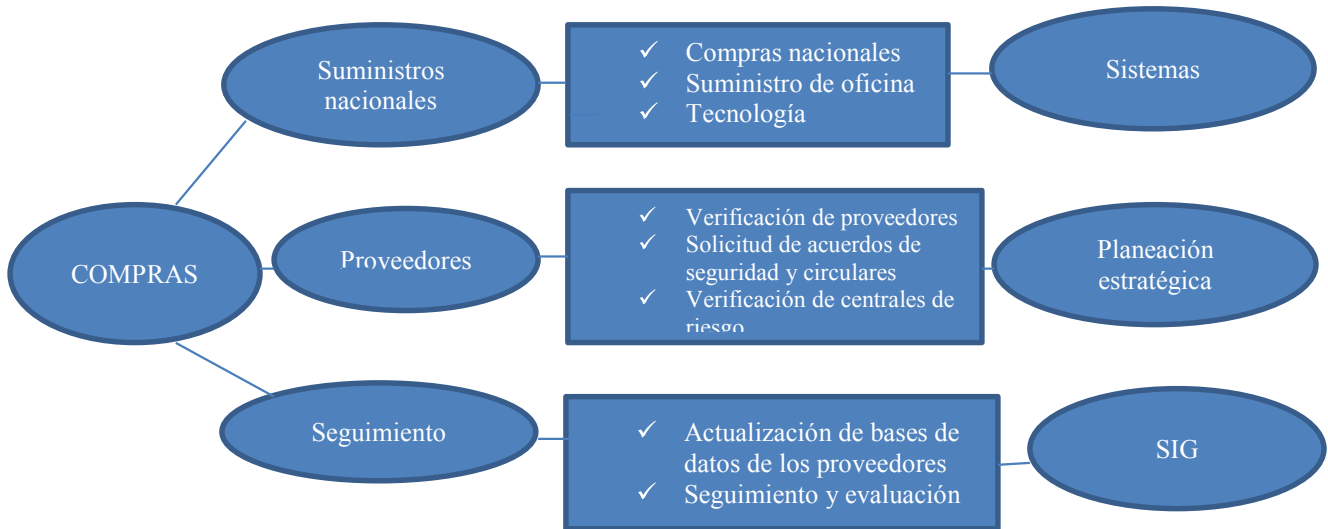 Suministros
nacionales
✓ Compras nacionales
✓ Suministro de oficina
✓ Tecnología
Sistemas
COMPRAS
Proveedores
✓ Verificación de proveedores
✓ Solicitud de acuerdos de
seguridad y circulares
✓ Verificación de centrales de
riesgo
Planeación
estratégica
Seguimiento
✓ Actualización de bases de
datos de los proveedores
✓ Seguimiento y evaluación
SIG